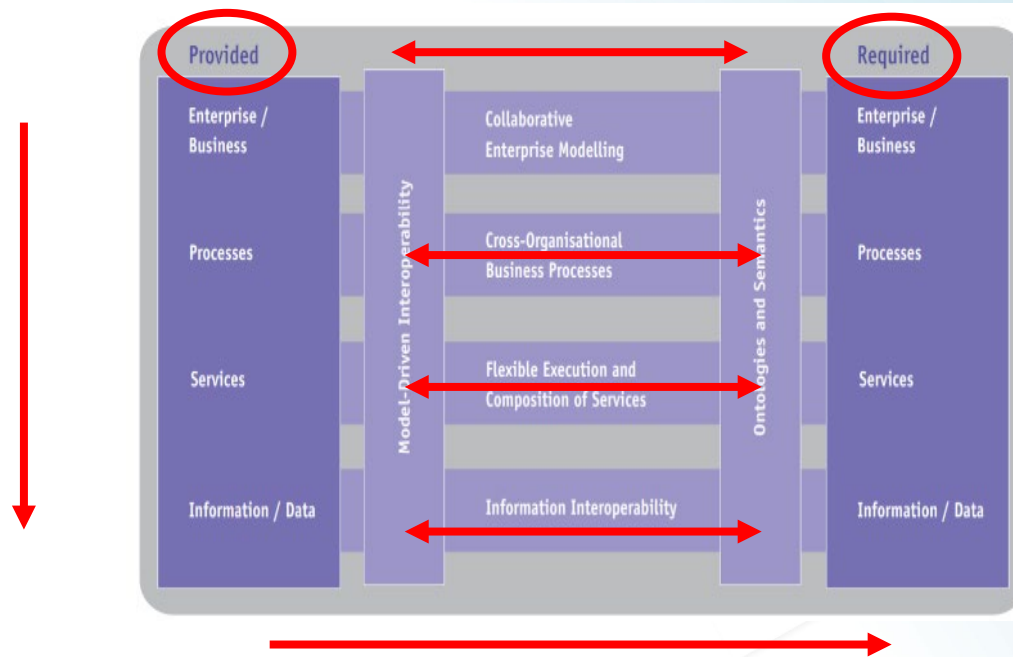 Provided
Required
Enterprise /
Business
Processes
Services
Information / Data
Model-Driven Interoperability
Collaborative
Enterprise Modelling
Cross-Organisational
Business Processes
Flexible Execution and
Composition of Services
Information Interoperability
Ontologies and Semantics
Enterprise /
Business
Processes
Services
Information / Data